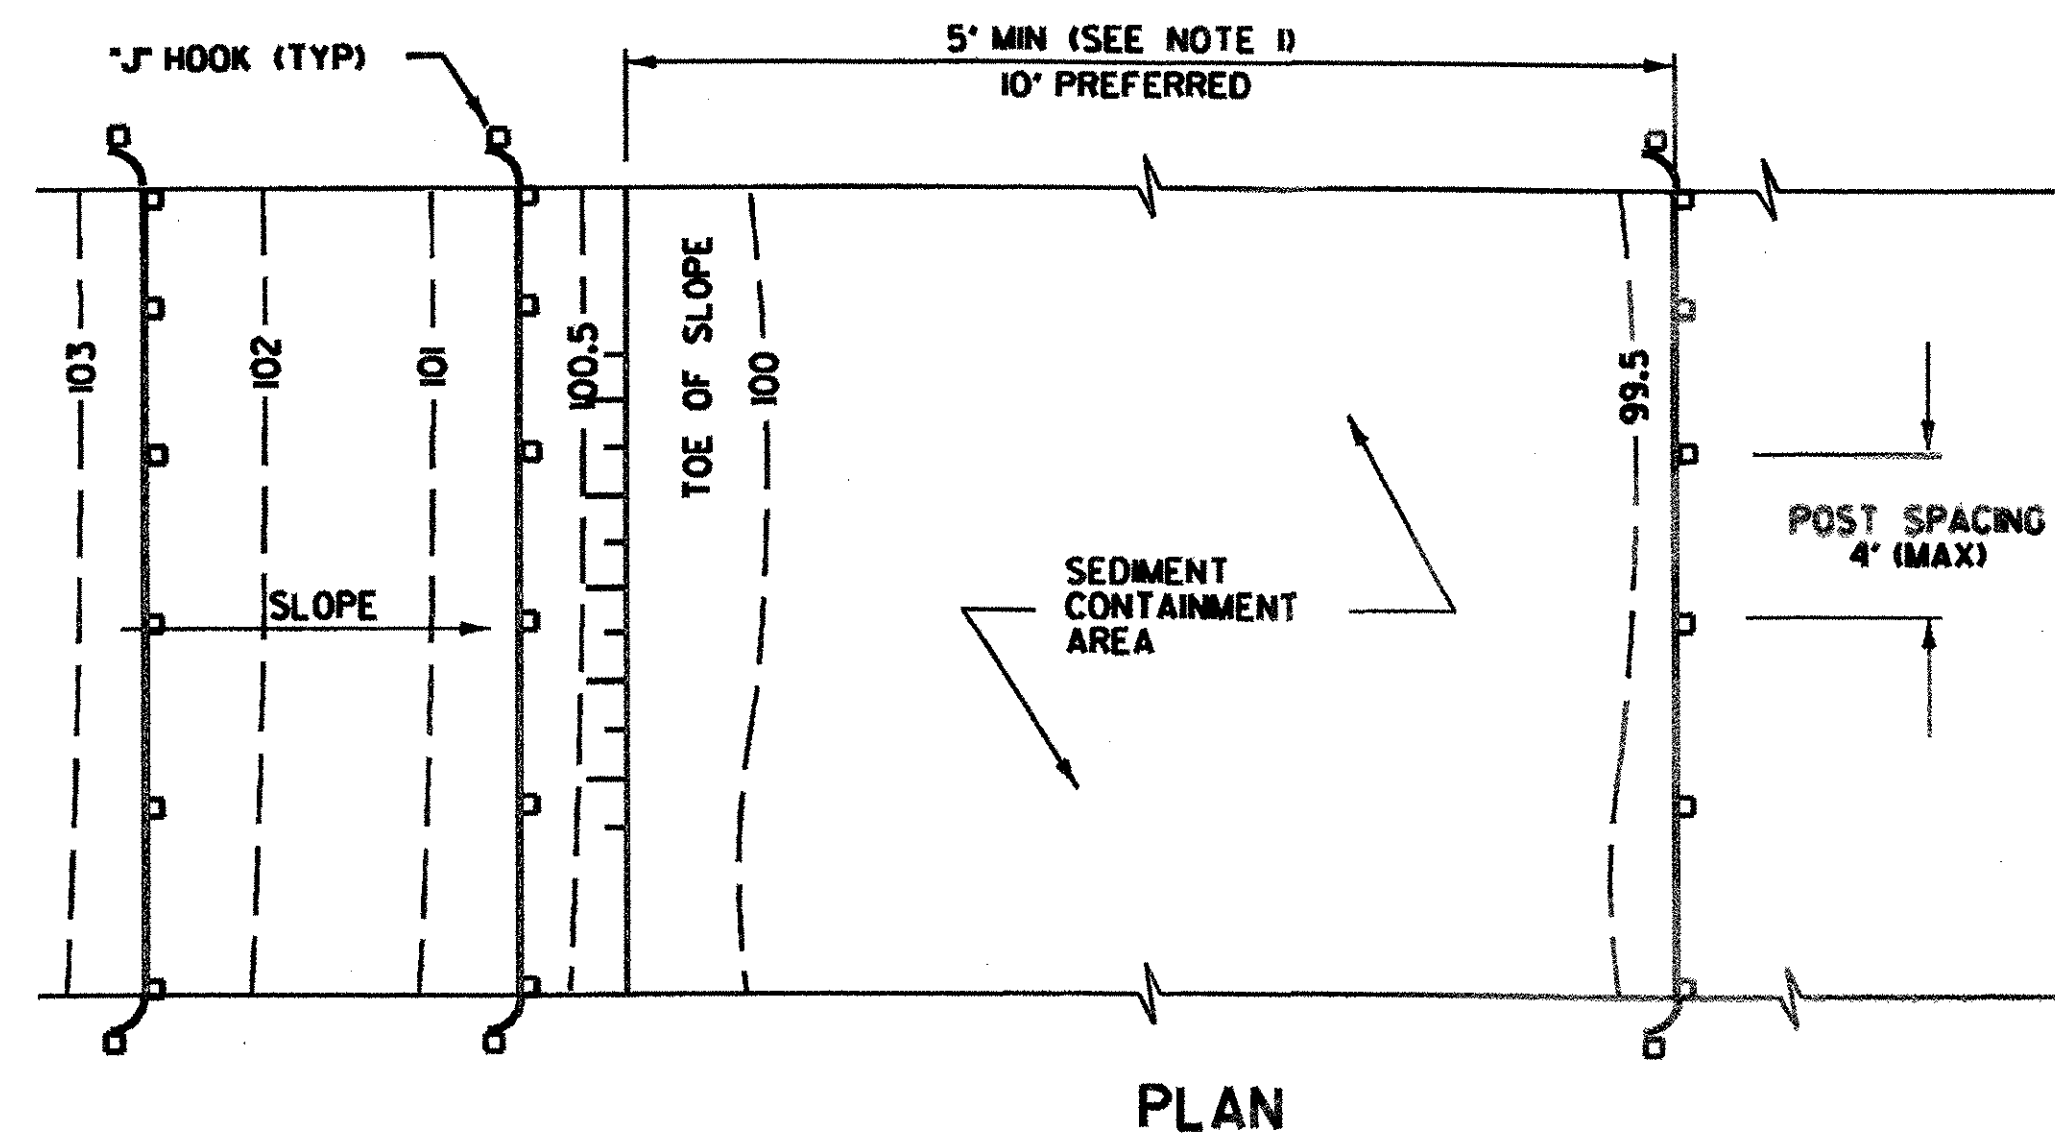 "J" HOOK (TYP)
5' MIN (SEE NOTE 1)
10' PREFERRED
103
102
101
100.5
TOE OF SLOPE
100
99.5
SLOPE
SEDIMENT
CONTAINMENT
AREA
POST SPACING
4' (MAX)
PLAN